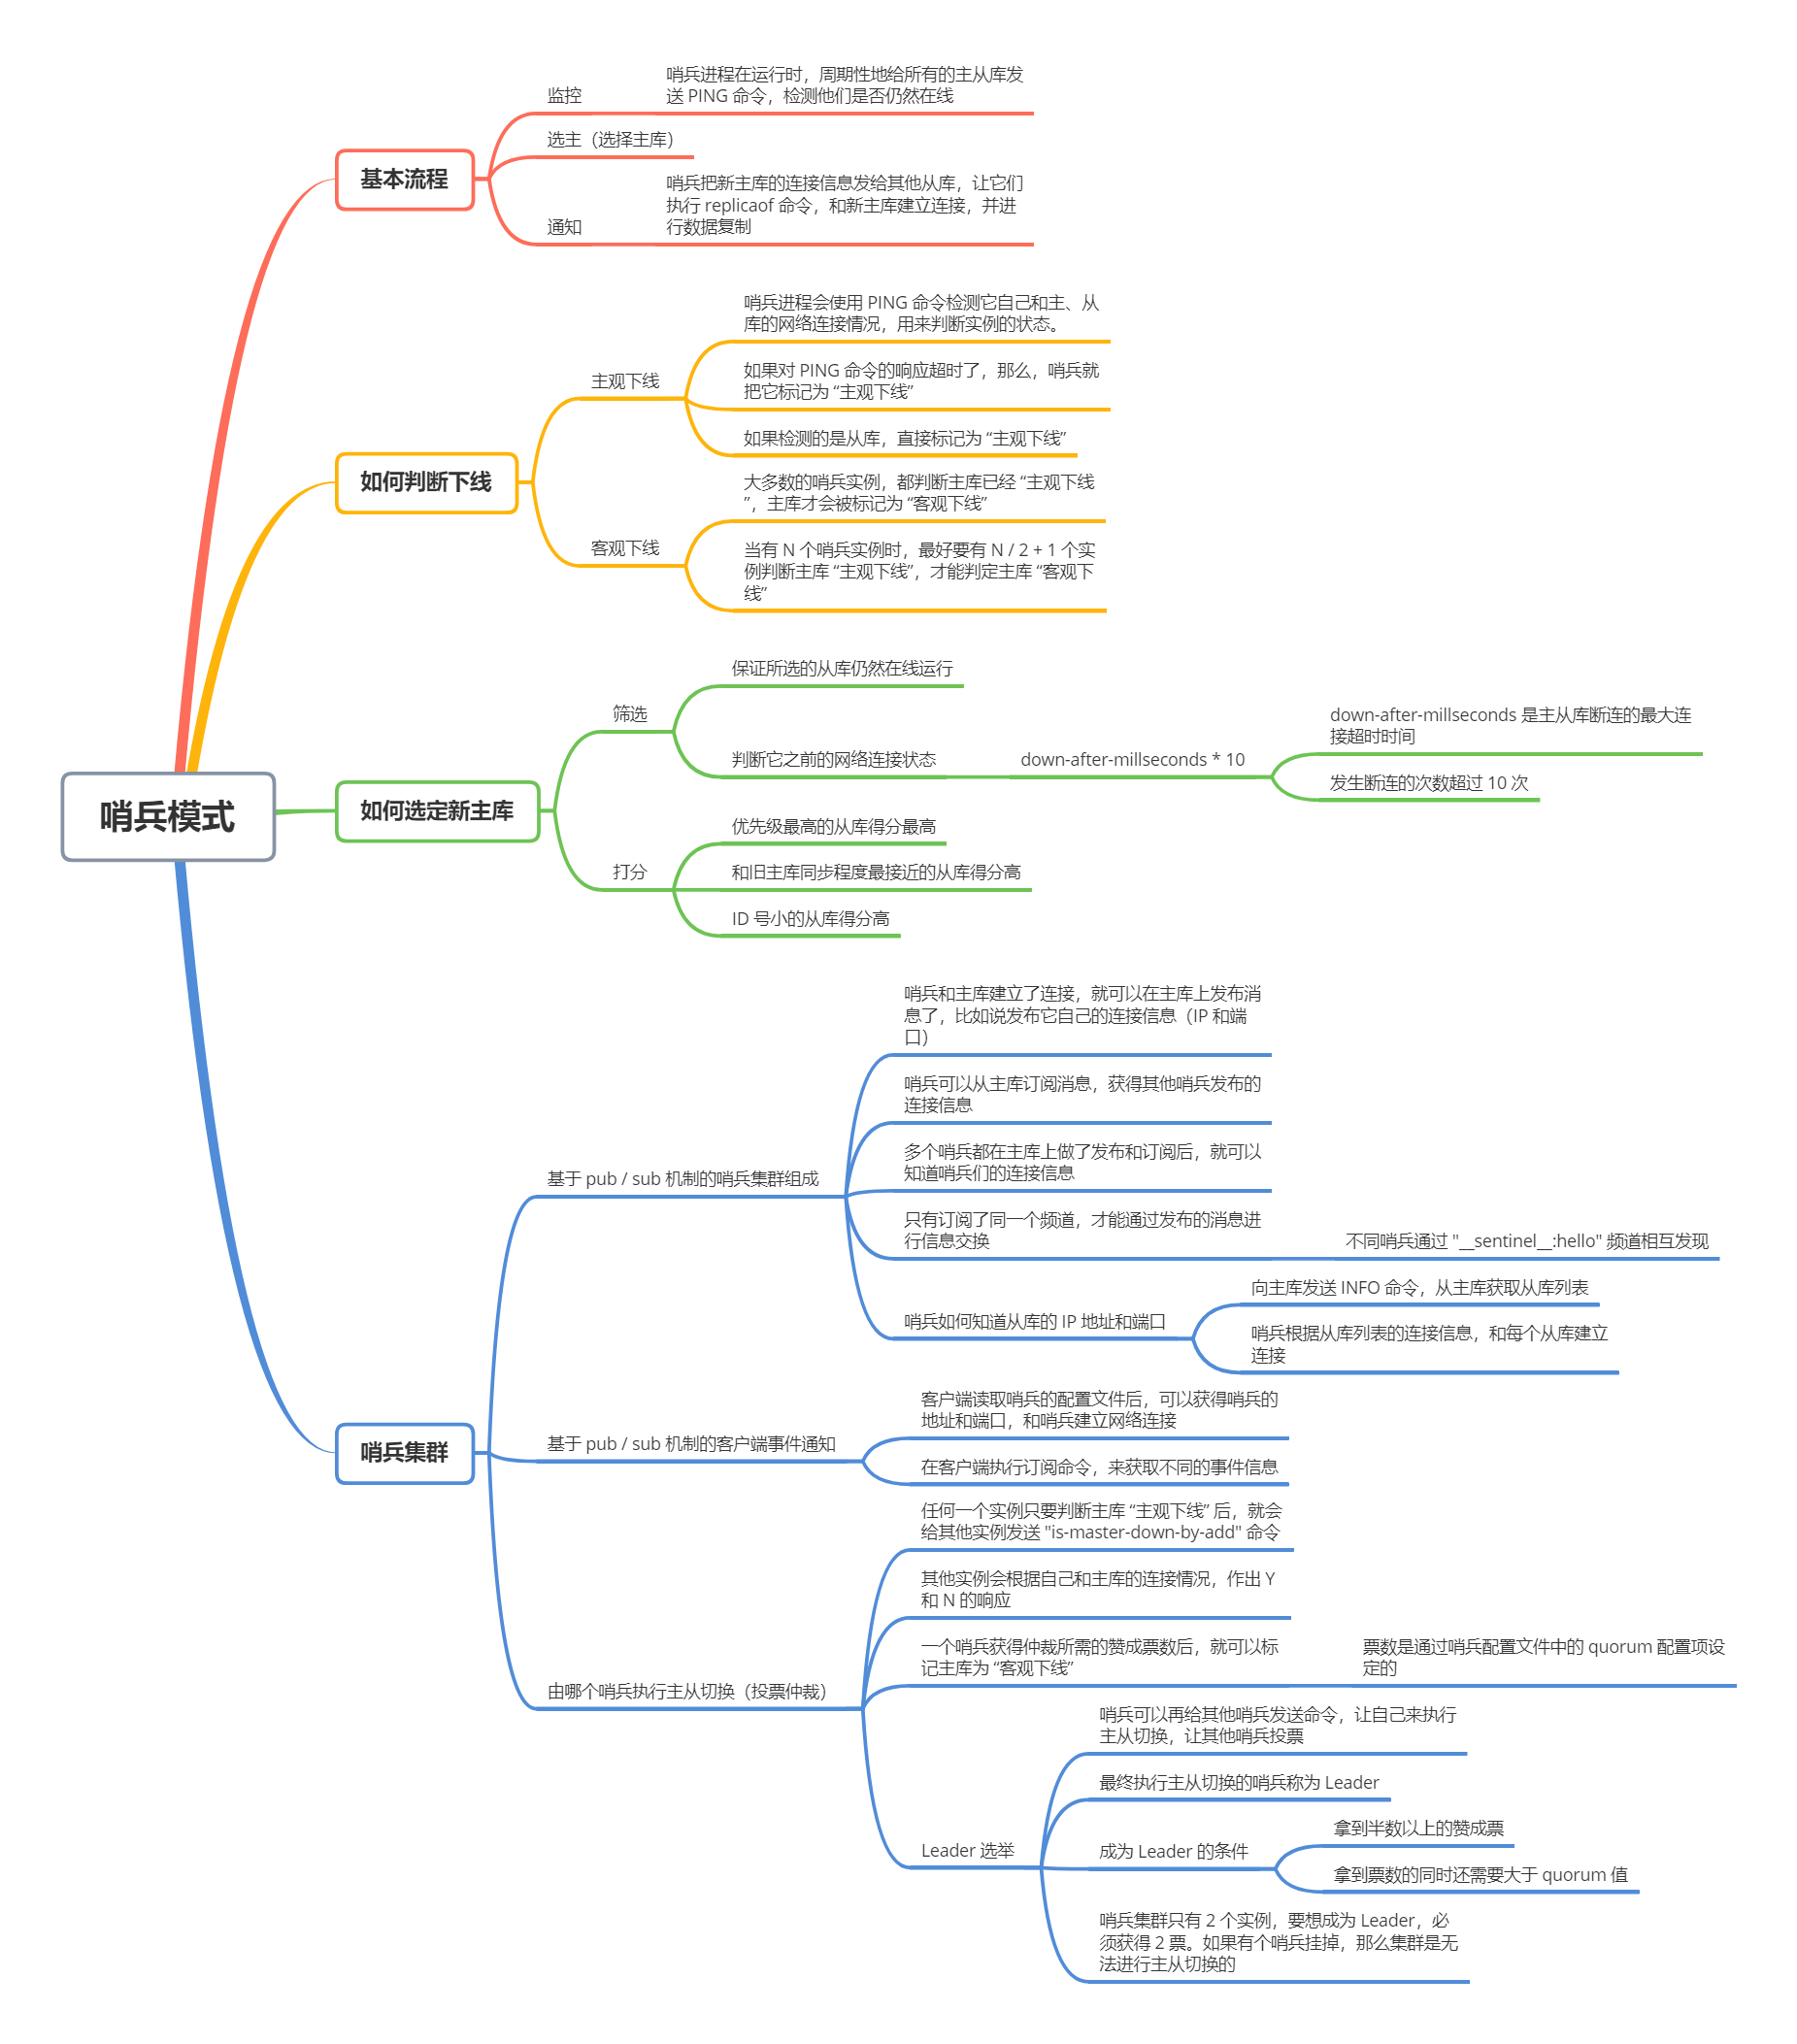 哨兵模式
基本流程
监控
哨兵进程在运行时，周期性地给所有的主从库发
送 PING 命令，检测他们是否仍然在线
选主（选择主库）
通知
哨兵把新主库的连接信息发给其他从库，让它们
执行 replicaof 命令，和新主库建立连接，并进
行数据复制
如何判断下线
主观下线
哨兵进程会使用 PING 命令检测它自己和主、从
库的网络连接情况，用来判断实例的状态。
如果对 PING 命令的响应超时了，那么，哨兵就
把它标记为 “主观下线”
如果检测的是从库，直接标记为 “主观下线”
客观下线
大多数的哨兵实例，都判断主库已经 “主观下线
”，主库才会被标记为 “客观下线”
当有 N 个哨兵实例时，最好要有 N / 2 + 1 个实
例判断主库 “主观下线”，才能判定主库 “客观下
线”
如何选定新主库
筛选
保证所选的从库仍然在线运行
判断它之前的网络连接状态
down-after-millseconds * 10
down-after-millseconds 是主从库断连的最大连
接超时时间
发生断连的次数超过 10 次
打分
优先级最高的从库得分最高
和旧主库同步程度最接近的从库得分高
ID 号小的从库得分高
哨兵集群
基于 pub / sub 机制的哨兵集群组成
哨兵和主库建立了连接，就可以在主库上发布消
息了，比如说发布它自己的连接信息（IP 和端
口）
哨兵可以从主库订阅消息，获得其他哨兵发布的
连接信息
多个哨兵都在主库上做了发布和订阅后，就可以
知道哨兵们的连接信息
只有订阅了同一个频道，才能通过发布的消息进
行信息交换
不同哨兵通过 "__sentinel__:hello" 频道相互发现
哨兵如何知道从库的 IP 地址和端口
向主库发送 INFO 命令，从主库获取从库列表
哨兵根据从库列表的连接信息，和每个从库建立
连接
基于 pub / sub 机制的客户端事件通知
客户端读取哨兵的配置文件后，可以获得哨兵的
地址和端口，和哨兵建立网络连接
在客户端执行订阅命令，来获取不同的事件信息
由哪个哨兵执行主从切换（投票仲裁）
任何一个实例只要判断主库 “主观下线” 后，就会
给其他实例发送 "is-master-down-by-add" 命令
其他实例会根据自己和主库的连接情况，作出 Y
和 N 的响应
一个哨兵获得仲裁所需的赞成票数后，就可以标
记主库为 “客观下线”
票数是通过哨兵配置文件中的 quorum 配置项设
定的
Leader 选举
哨兵可以再给其他哨兵发送命令，让自己来执行
主从切换，让其他哨兵投票
最终执行主从切换的哨兵称为 Leader
成为 Leader 的条件
拿到半数以上的赞成票
拿到票数的同时还需要大于 quorum 值
哨兵集群只有 2 个实例，要想成为 Leader，必
须获得 2 票。如果有个哨兵挂掉，那么集群是无
法进行主从切换的